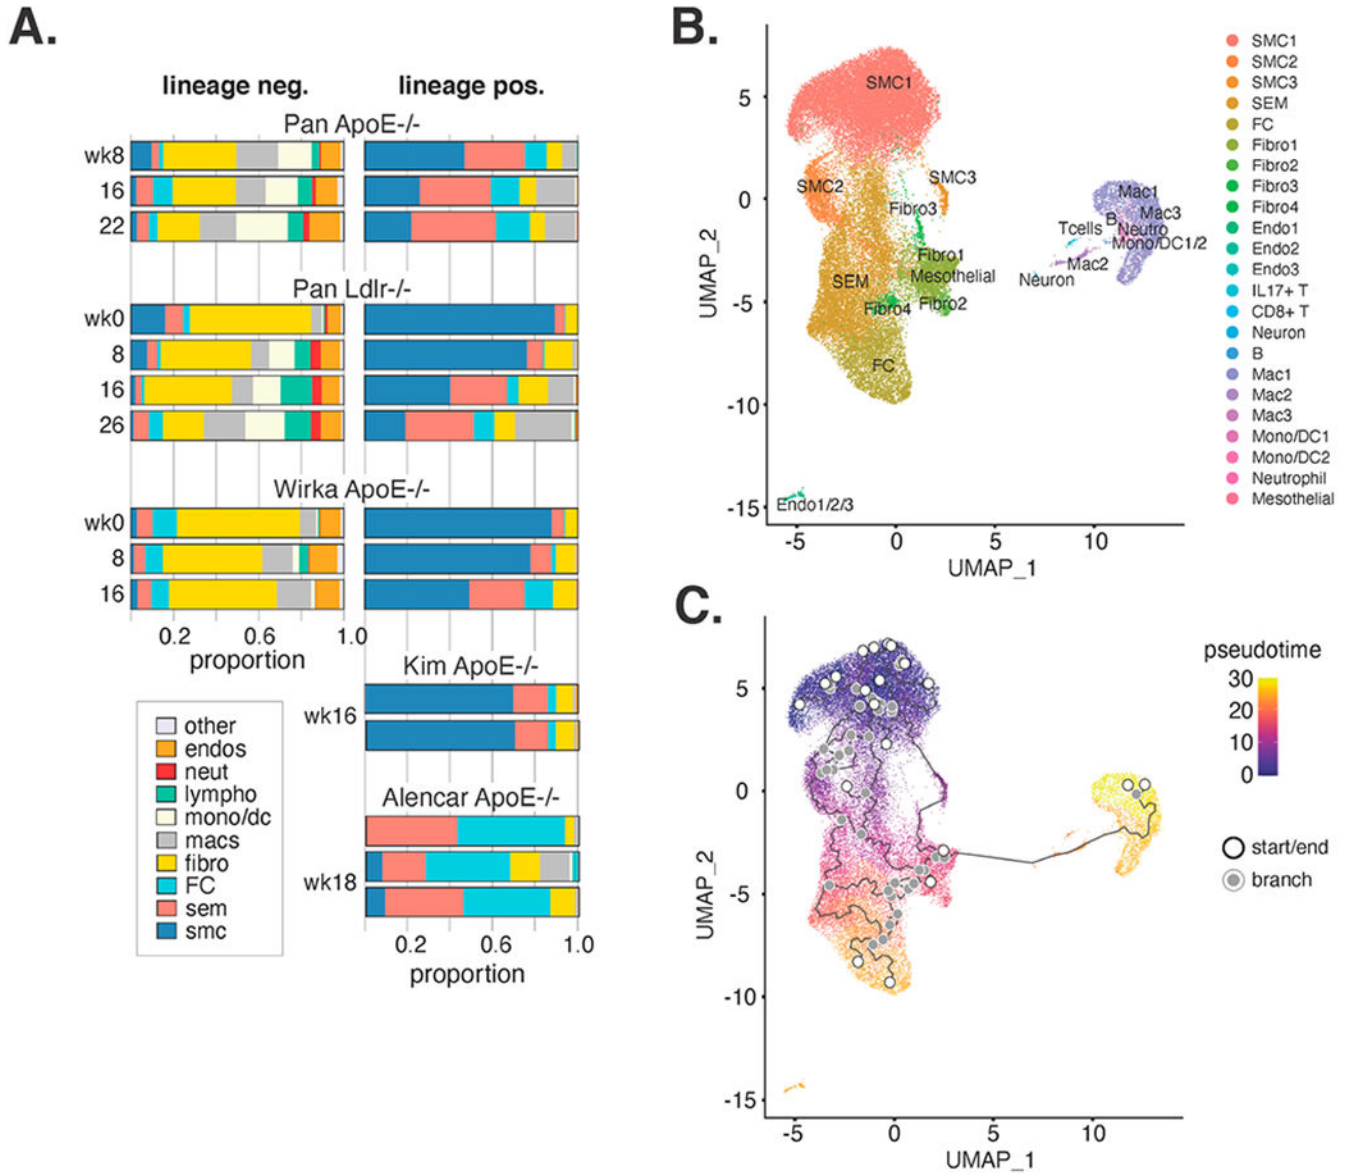 A.
lineage neg.
lineage pos.
Pan ApoE-/-
wk8
16
22
Pan Ldlr-/-
wk0
8
16
26
Wirka ApoE-/-
wk0
8
16
0.2
0.6
1.0
proportion
Kim ApoE-/-
wk16
Alencar ApoE-/-
wk18
0.2
0.6
1.0
proportion
other
endos
neut
lympho
mono/dc
macs
fibro
FC
sem
smc
B.
UMAP_2
5
0
-5
-10
-15
SMC1
SMC2
SMC3
Fibro3
Fibro1
Mesothelial
SEM
Fibro4
Fibro2
FC
Mac1
Mac3
B
Tcells
Neutro
Mono/DC1/2
Mac2
Neuron
Endo1/2/3
-5
0
5
10
UMAP_1
SMC1
SMC2
SMC3
SEM
FC
Fibro1
Fibro2
Fibro3
Fibro4
Endo1
Endo2
Endo3
IL17+ T
CD8+ T
Neuron
B
Mac1
Mac2
Mac3
Mono/DC1
Mono/DC2
Neutrophil
Mesothelial
C.
UMAP_2
5
0
-5
-10
-15
-5
0
5
10
UMAP_1
pseudotime
30
20
10
0
start/end
branch